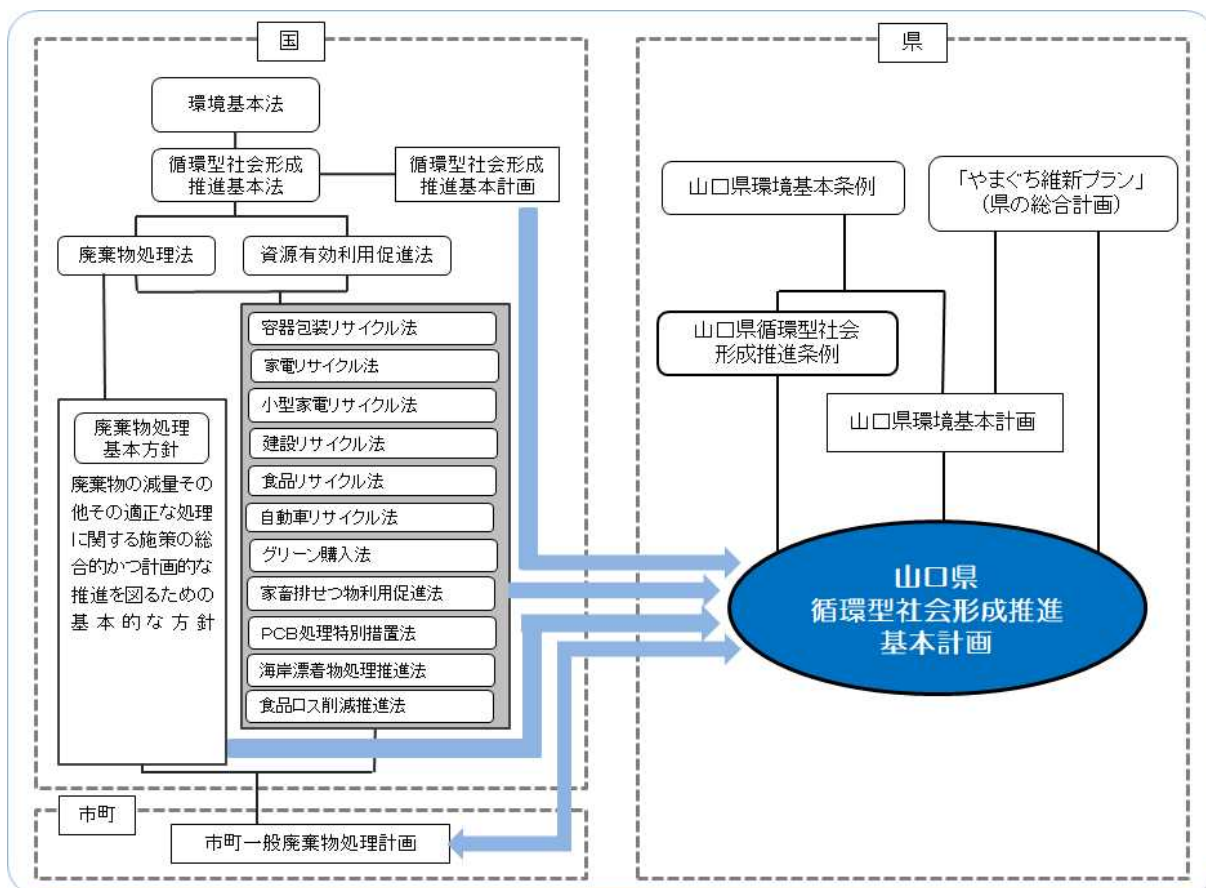 国
環境基本法
循環型社会形成
推進基本法
循環型社会形成
推進基本計画
廃棄物処理法
資源有効利用促進法
容器包装リサイクル法
家電リサイクル法
小型家電リサイクル法
建設リサイクル法
食品リサイクル法
自動車リサイクル法
グリーン購入法
家畜排せつ物利用促進法
PCB処理特別措置法
海岸漂着物処理推進法
食品ロス削減推進法
廃棄物処理
基本方針
廃棄物の減量その
他その適正な処理
に関する施策の総
合的かつ計画的な
推進を図るための
基本的な方針
市町
市町一般廃棄物処理計画
県
山口県環境基本条例
「やまぐち維新プラン」
(県の総合計画)
山口県循環型社会
形成推進条例
山口県環境基本計画
山口県
循環型社会形成推進
基本計画